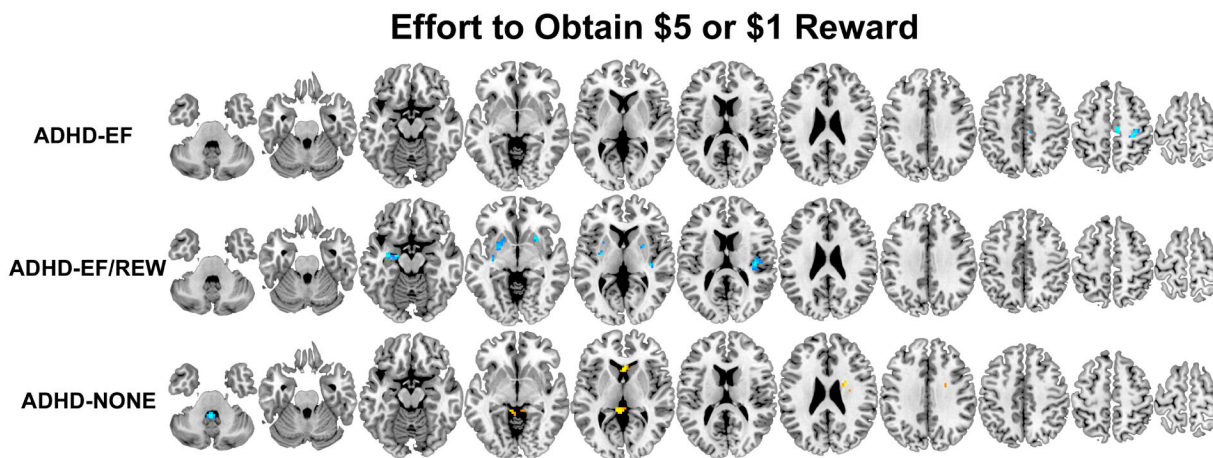 Effort to Obtain $5 or $1 Reward
ADHD-EF
ADHD-EF/REW
ADHD-NONE